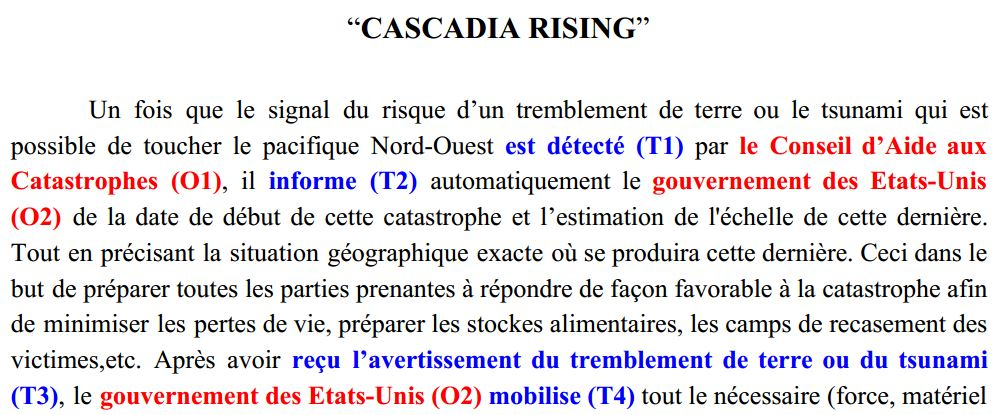 “CASCADIA RISING”
Un fois que le signal du risque d’un tremblement de terre ou le tsunami qui est
possible de toucher le pacifique Nord-Ouest est détecté (T1) par le Conseil d’Aide aux
Catastrophes (O1), il informe (T2) automatiquement le gouvernement des Etats-Unis
(O2) de la date de début de cette catastrophe et l’estimation de l'échelle de cette dernière.
Tout en précisant la situation géographique exacte où se produira cette dernière. Ceci dans le
but de préparer toutes les parties prenantes à répondre de façon favorable à la catastrophe afin
de minimiser les pertes de vie, préparer les stockes alimentaires, les camps de recasement des
victimes,etc. Après avoir reçu l’avertissement du tremblement de terre ou du tsunami
(T3), le gouvernement des Etats-Unis (O2) mobilise (T4) tout le nécessaire (force, matériel